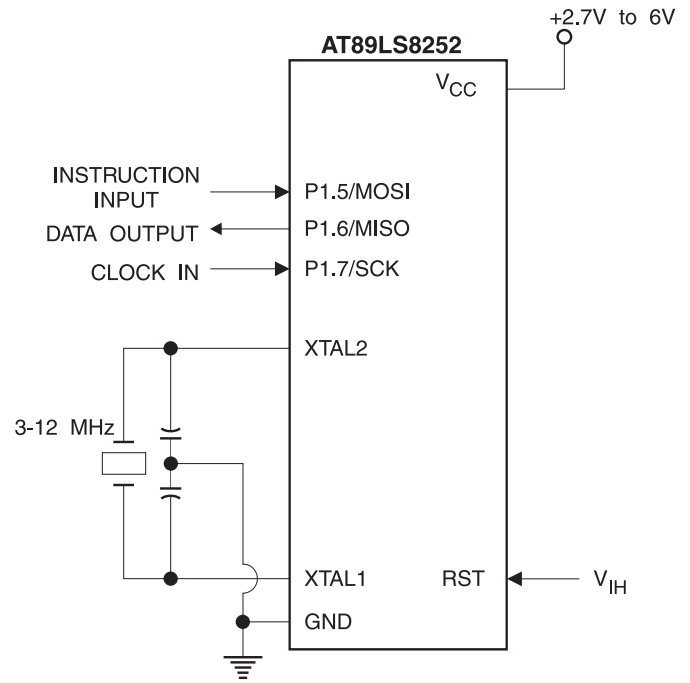 +2.7V to 6V
AT89LS8252
VCC
INSTRUCTION
INPUT
P1.5/MOSI
DATA OUTPUT
P1.6/MISO
CLOCK IN
P1.7/SCK
XTAL2
3-12 MHz
XTAL1
RST
VIH
GND